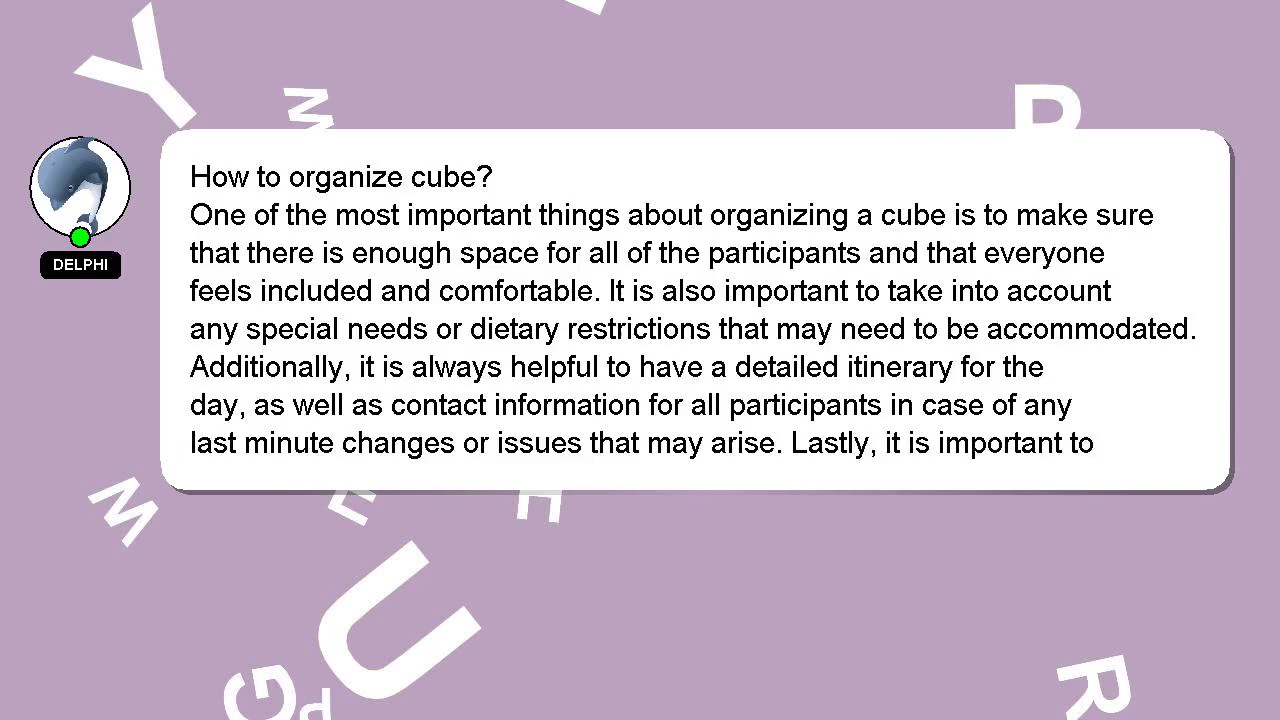 Y
M
P
DELPHI
How to organize cube?
One of the most important things about organizing a cube is to make sure
that there is enough space for all of the participants and that everyone
feels included and comfortable. It is also important to take into account
any special needs or dietary restrictions that may need to be accommodated.
Additionally, it is always helpful to have a detailed itinerary for the
day, as well as contact information for all participants in case of any
last minute changes or issues that may arise. Lastly, it is important to
W
E
U
G
R